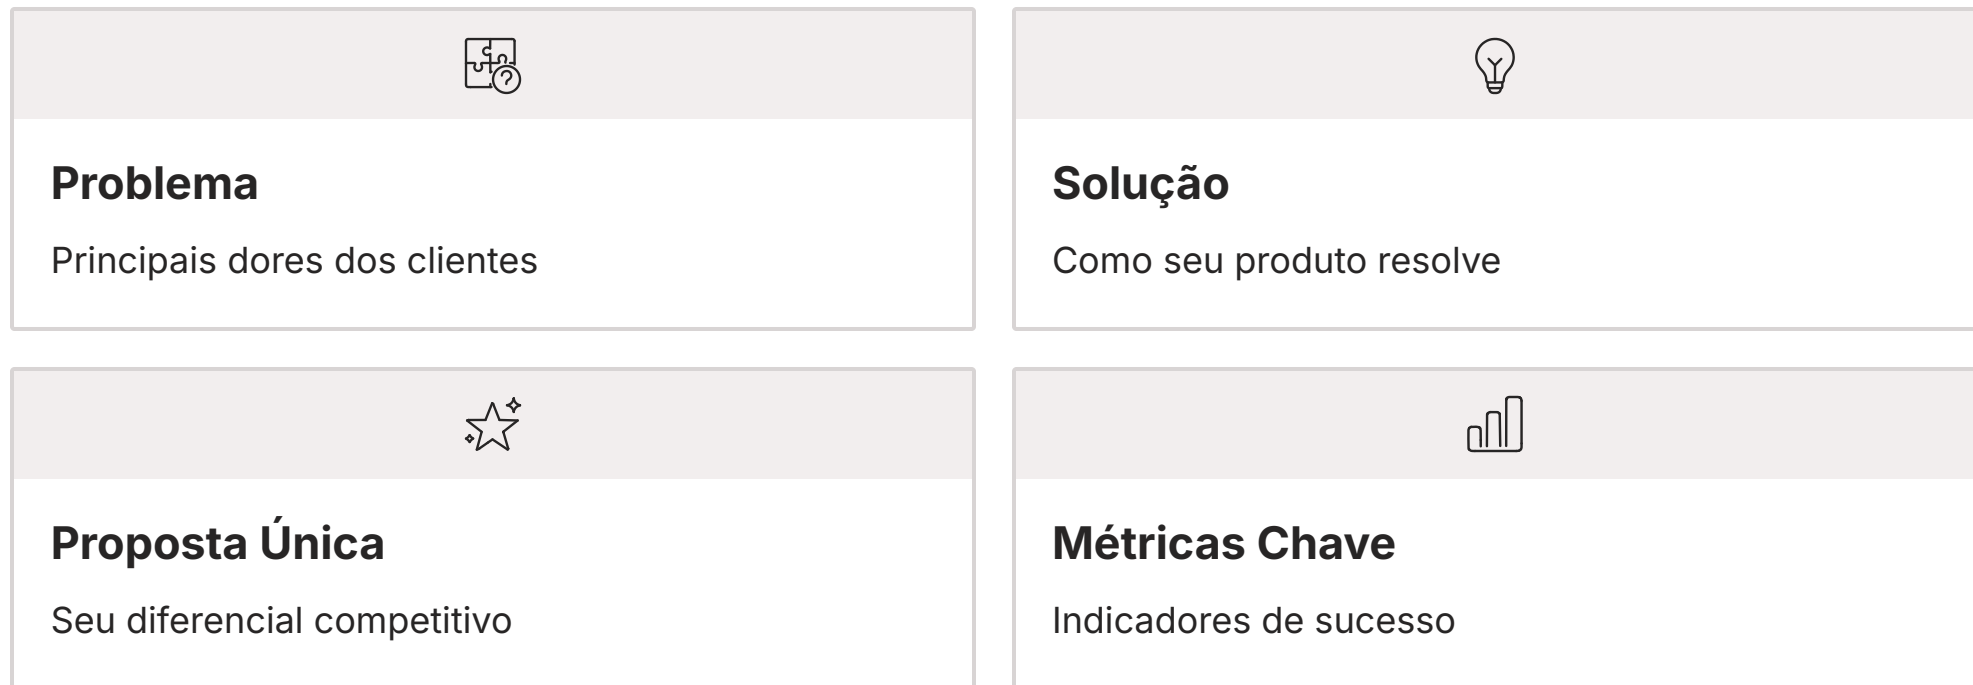 Problema
Principais dores dos clientes
Solução
Como seu produto resolve
Proposta Única
Seu diferencial competitivo
Métricas Chave
Indicadores de sucesso